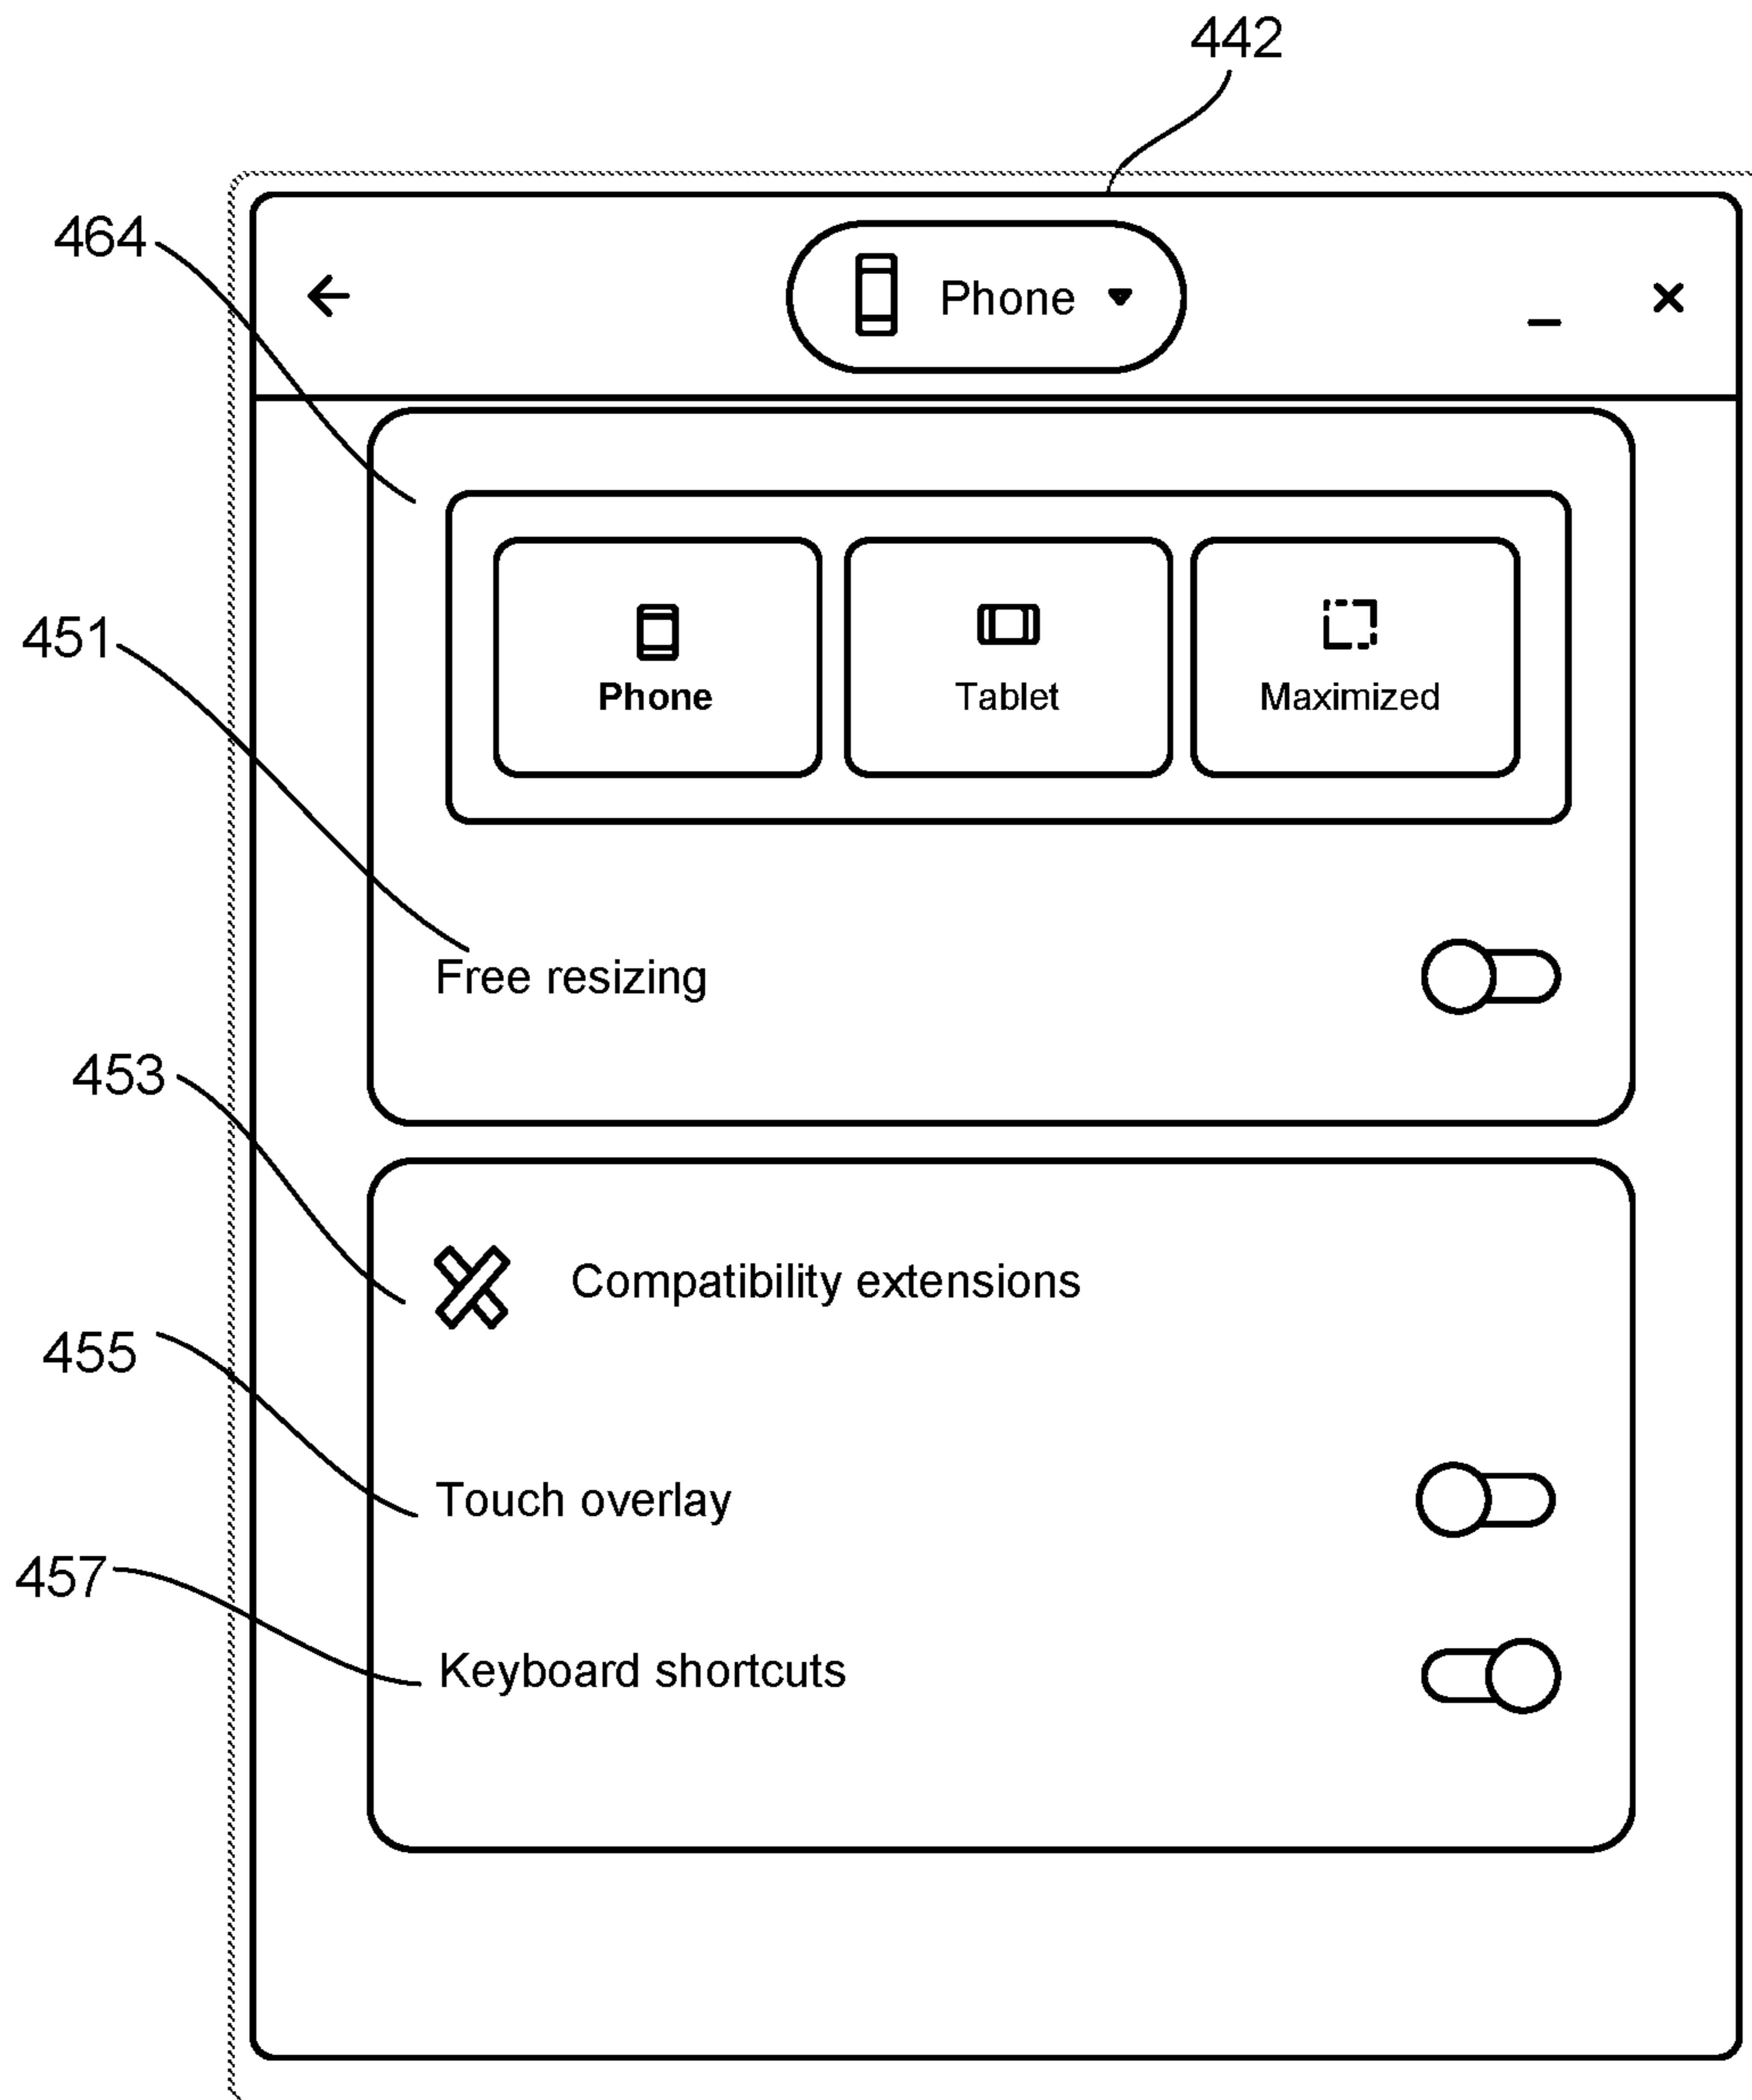 442
464
Phone
Phone Tablet Maximized
451
Free resizing
453
Compatibility extensions
455
Touch overlay
457
Keyboard shortcuts